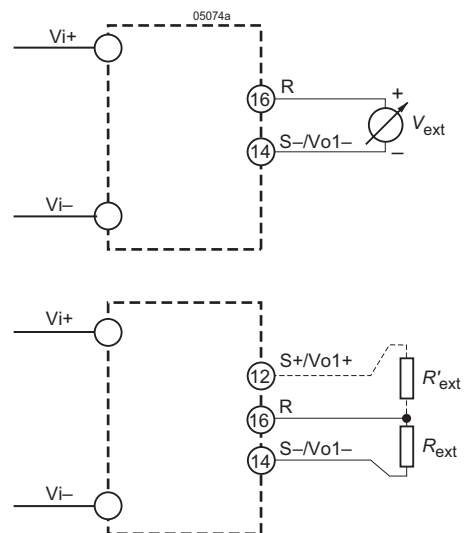 05074a
Vi+
R
16
+
Vext
S–/Vo1–
14
–
Vi–
Vi+
S+/Vo1+
12
R'ext
R
16
S–/Vo1–
Rext
14
Vi–